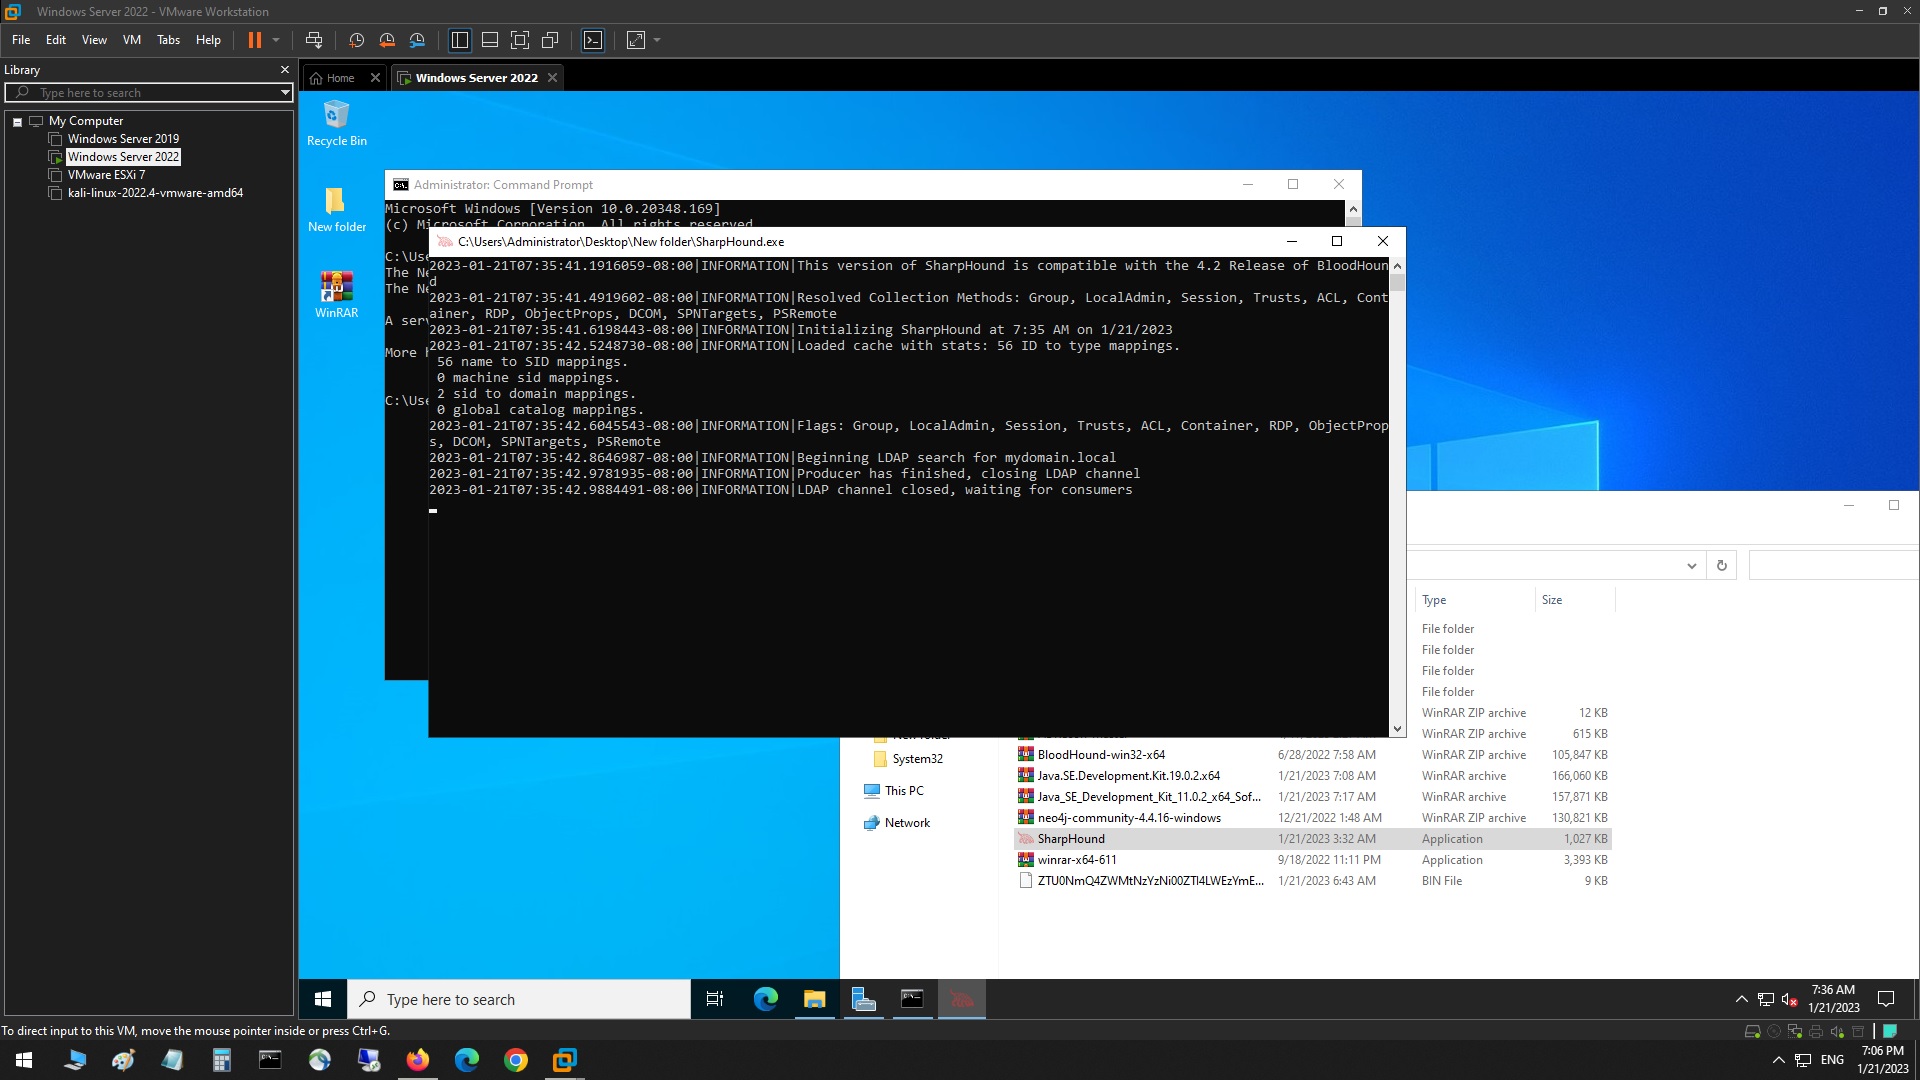 Windows Server 2022 - VMware Workstation
File Edit View VM Tabs Help
Library
Type here to search
My Computer
Windows Server 2019
Windows Server 2022
VMware ESXi 7
kali-linux-2022.4-vmware-amd64
Home
Windows Server 2022
Recycle Bin
New folder
WinRAR
Administrator: Command Prompt
Microsoft Windows [Version 10.0.20348.169]
(c) Microsoft Corporation. All rights reserved
C:\Use
The Ne
The Ne
A serv
More h
C:\Use
C:\Users\Administrator\Desktop\New folder\SharpHound.exe
2023-01-21T07:35:41.1916059-08:00|INFORMATION|This version of SharpHound is compatible with the 4.2 Release of BloodHoun
d
2023-01-21T07:35:41.4919602-08:00|INFORMATION|Resolved Collection Methods: Group, LocalAdmin, Session, Trusts, ACL, Cont
ainer, RDP, ObjectProps, DCOM, SPNTargets, PSRemote
2023-01-21T07:35:41.6198443-08:00|INFORMATION|Initializing SharpHound at 7:35 AM on 1/21/2023
2023-01-21T07:35:42.5248730-08:00|INFORMATION|Loaded cache with stats: 56 ID to type mappings.
56 name to SID mappings.
0 machine sid mappings.
2 sid to domain mappings.
0 global catalog mappings.
2023-01-21T07:35:42.6045543-08:00|INFORMATION|Flags: Group, LocalAdmin, Session, Trusts, ACL, Container, RDP, ObjectProp
s, DCOM, SPNTargets, PSRemote
2023-01-21T07:35:42.8646987-08:00|INFORMATION|Beginning LDAP search for mydomain.local
2023-01-21T07:35:42.9781935-08:00|INFORMATION|Producer has finished, closing LDAP channel
2023-01-21T07:35:42.9884491-08:00|INFORMATION|LDAP channel closed, waiting for consumers
Type Size
File folder
File folder
File folder
File folder
WinRAR ZIP archive 12 KB
WinRAR ZIP archive 615 KB
System32
This PC
Network
BloodHound-win32-x64 6/28/2022 7:58 AM WinRAR ZIP archive 105,847 KB
Java.SE.Development.Kit.19.0.2.x64 1/21/2023 7:08 AM WinRAR archive 166,060 KB
Java_SE_Development_Kit_11.0.2_x64_Sof... 1/21/2023 7:17 AM WinRAR archive 157,871 KB
neo4j-community-4.4.16-windows 12/21/2022 1:48 AM WinRAR ZIP archive 130,821 KB
SharpHound 1/21/2023 3:32 AM Application 1,027 KB
winrar-x64-611 9/18/2022 11:11 PM Application 3,393 KB
ZTU0NmQ4ZWMtNzYzNi00ZTI4LWEzYmE... 1/21/2023 6:43 AM BIN File 9 KB
Type here to search
7:36 AM
1/21/2023
To direct input to this VM, move the mouse pointer inside or press Ctrl+G.
ENG
7:06 PM
1/21/2023